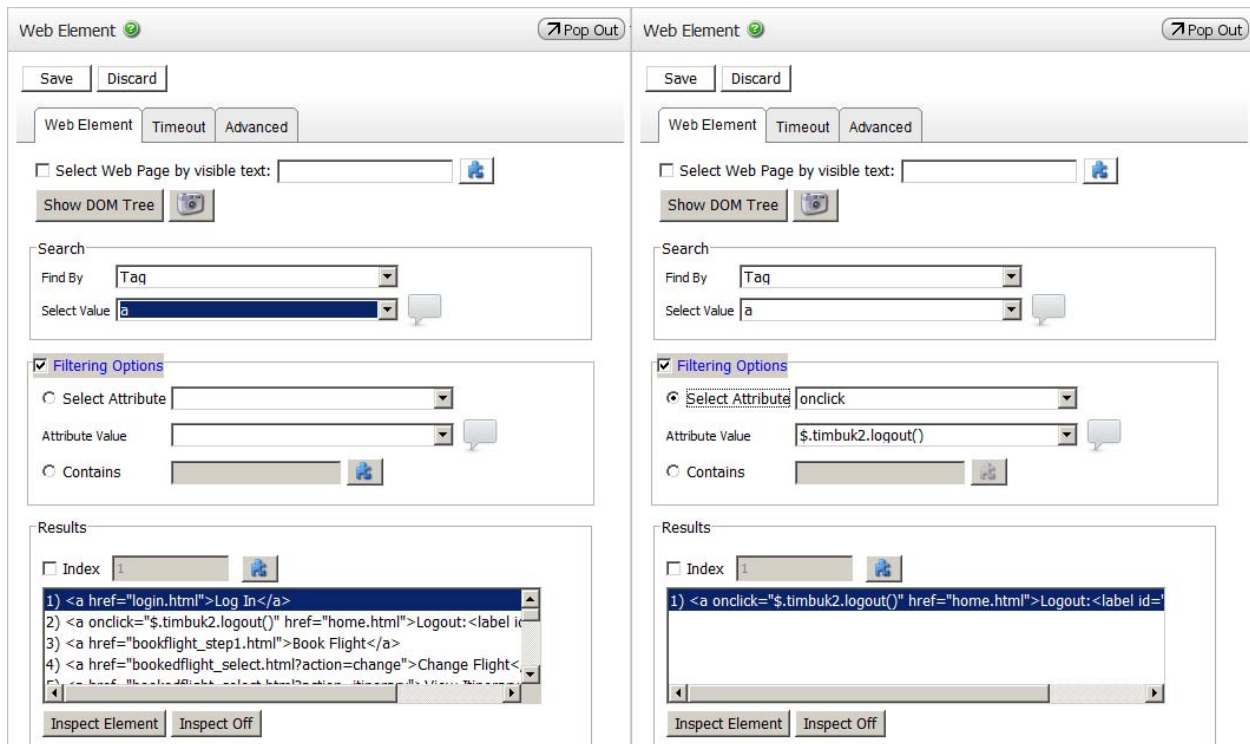 Web Element
Pop Out
Save Discard
Web Element Timeout Advanced
Select Web Page by visible text:
Show DOM Tree
Search
Find By Tag
Select Value a
Filtering Options
Select Attribute
Attribute Value
Contains
Results
Index 1
1) <a href="login.html">Log In</a>
2) <a onclick="$.timbuk2.logout()" href="home.html">Logout:<label id
3) <a href="bookflight_step1.html">Book Flight</a>
4) <a href="bookedflight_select.html?action=change">Change Flight<
Inspect Element Inspect Off
Web Element
Pop Out
Save Discard
Web Element Timeout Advanced
Select Web Page by visible text:
Show DOM Tree
Search
Find By Tag
Select Value a
Filtering Options
Select Attribute onclick
Attribute Value $.timbuk2.logout()
Contains
Results
Index 1
1) <a onclick="$.timbuk2.logout()" href="home.html">Logout:<label id="
Inspect Element Inspect Off